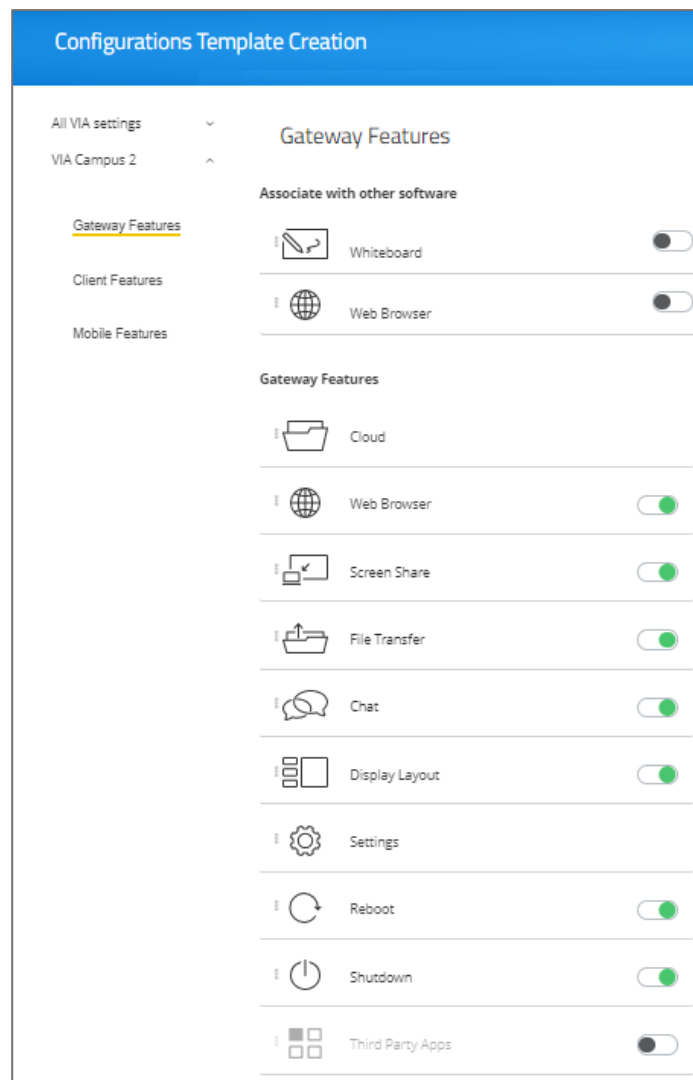 Configurations Template Creation
All VIA settings
VIA Campus 2
Gateway Features
Client Features
Mobile Features
Gateway Features
Associate with other software
Whiteboard
Web Browser
Gateway Features
Cloud
Web Browser
Screen Share
File Transfer
Chat
Display Layout
Settings
Reboot
Shutdown
Third Party Apps